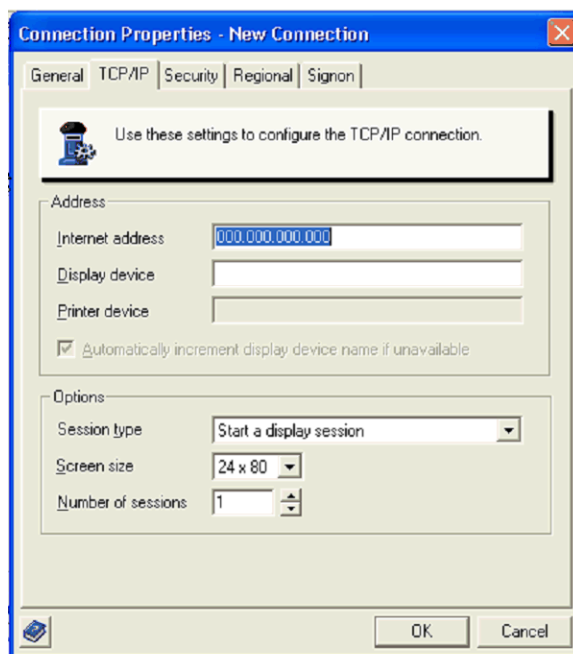 Connection Properties - New Connection
General TCP/IP Security Regional Signon
Use these settings to configure the TCP/IP connection.
Address
Internet address 000.000.000.000
Display device
Printer device
Automatically increment display device name if unavailable
Options
Session type Start a display session
Screen size 24 x 80
Number of sessions 1
OK Cancel